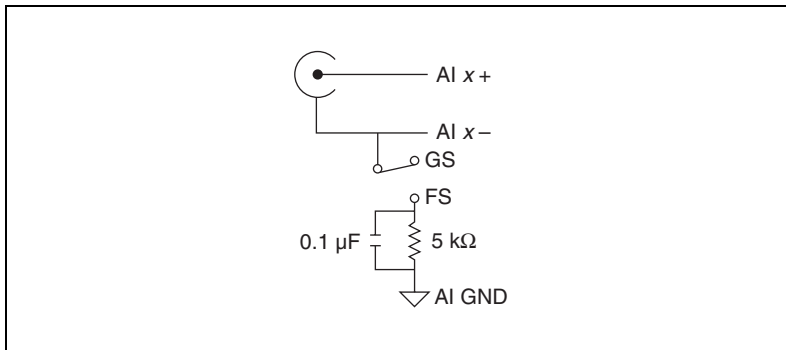 AI x+
AI x–
GS
FS
0.1 µF
5 kΩ
AI GND